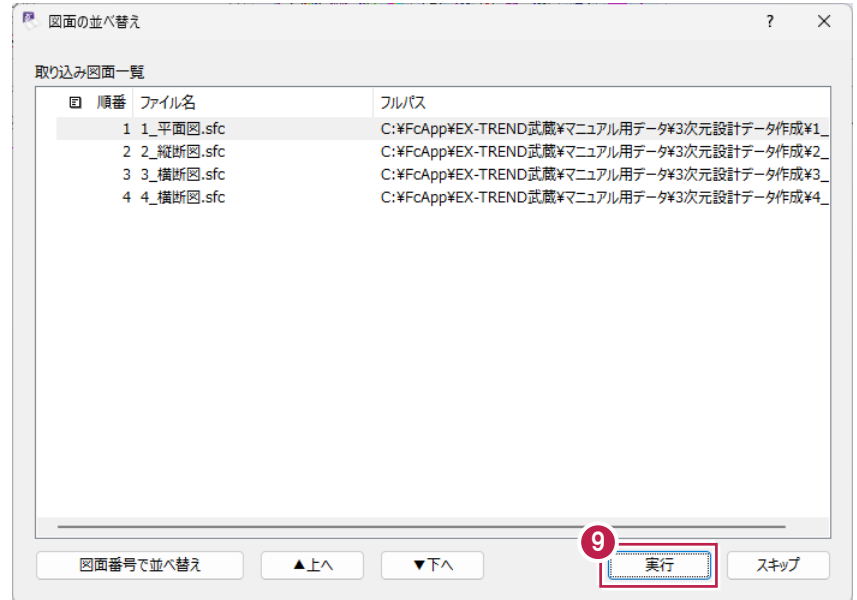 図面の並べ替え ? ×
取り込み図面一覧
順番 ファイル名 フルパス
1 1_平面図.sfc C:¥FcApp¥EX-TREND武蔵¥マニュアル用データ¥3次元設計データ作成¥1_
2 2_縦断図.sfc C:¥FcApp¥EX-TREND武蔵¥マニュアル用データ¥3次元設計データ作成¥2_
3 3_横断図.sfc C:¥FcApp¥EX-TREND武蔵¥マニュアル用データ¥3次元設計データ作成¥3_
4 4_構断図.sfc C:¥FcApp¥EX-TREND武蔵¥マニュアル用データ¥3次元設計データ作成¥4_
9
図面番号で並べ替え ▲上へ ▼下へ 実行 スキップ